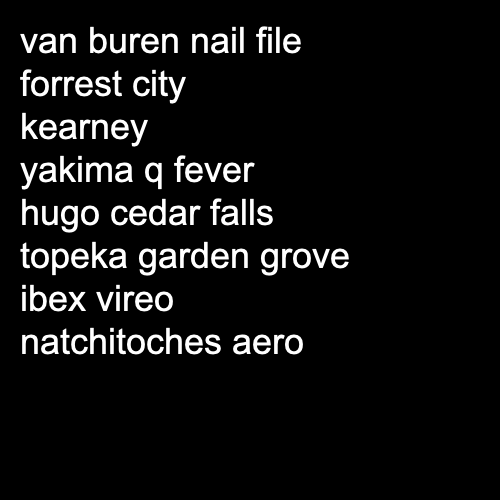 van buren nail file
forrest city
kearney
yakima q fever
hugo cedar falls
topeka garden grove
ibex vireo
natchitoches aero